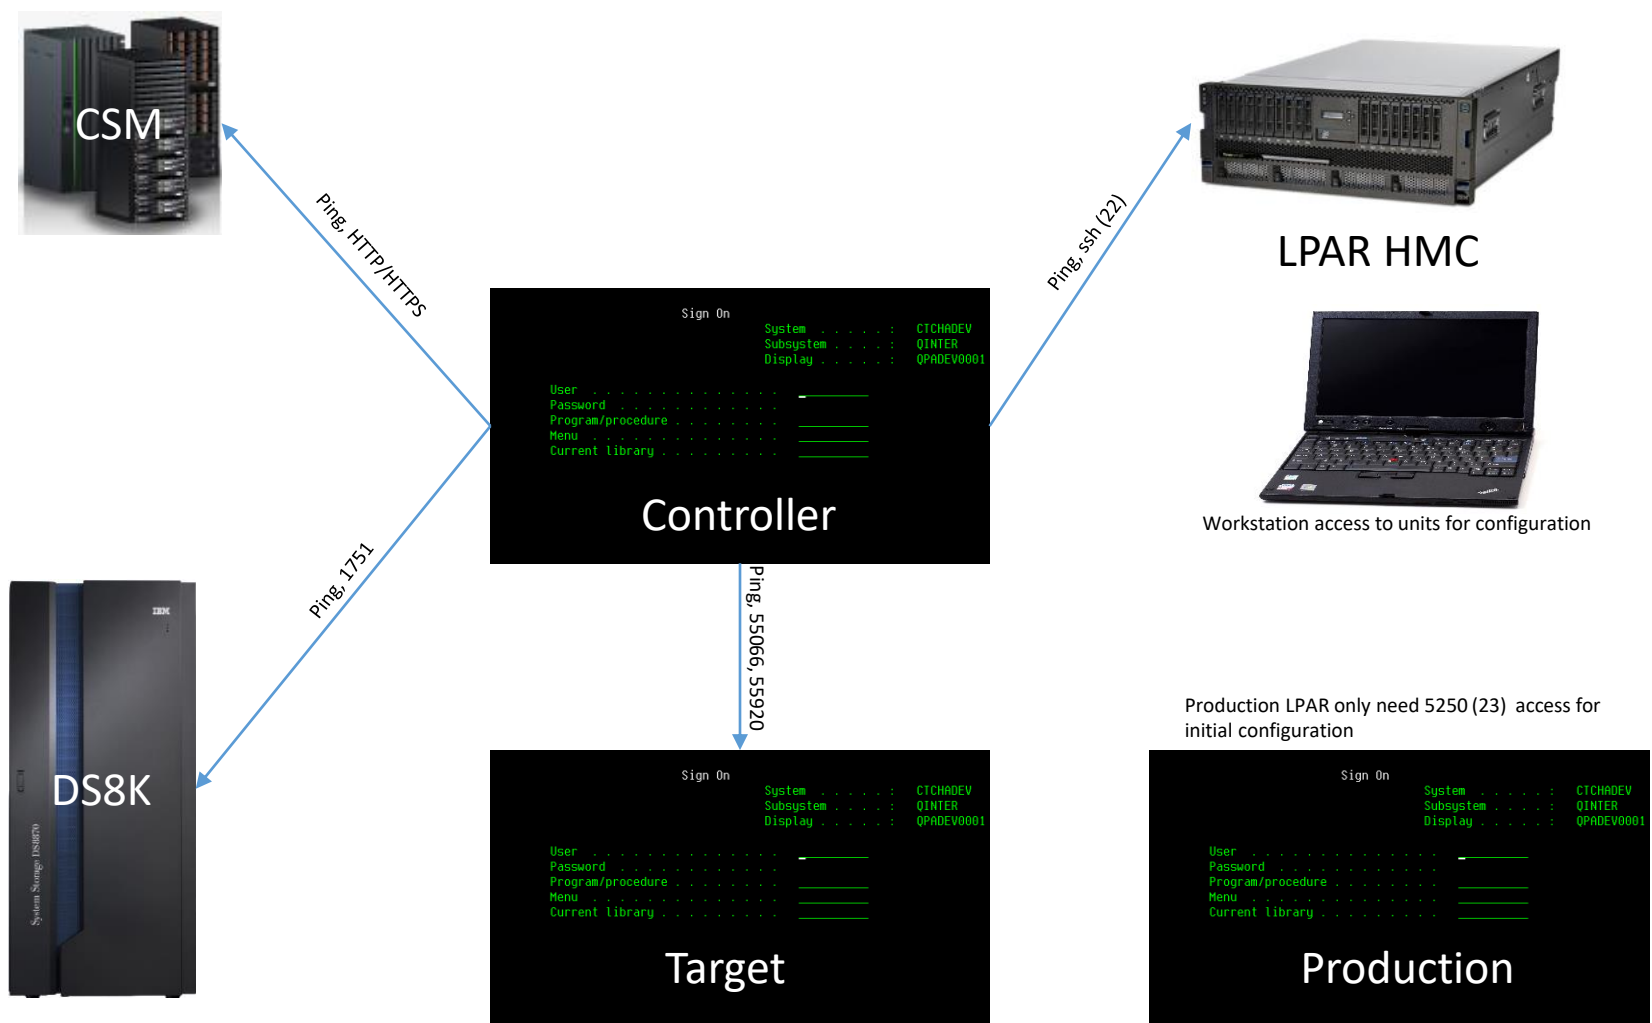 CSM
Ping, HTTP/HTTPS
Ping, ssh (22)
LPAR HMC
Sign On
System . . . . . : CTCHADEV
Subsystem . . . . : QINTER
Display . . . . . : QPADEV0001
User . . . . . . . . . . . . . .
Password . . . . . . . . . . . .
Program/procedure . . . . . . . .
Menu . . . . . . . . . . . . . .
Current library . . . . . . . . .
Controller
Workstation access to units for configuration
Ping, 1751
Ping, 55066, 55920
IBM
DS8K
System Storage DS8870
Production LPAR only need 5250 (23) access for
initial configuration
Sign On
System . . . . . : CTCHADEV
Subsystem . . . . : QINTER
Display . . . . . : QPADEV0001
User . . . . . . . . . . . . . .
Password . . . . . . . . . . . .
Program/procedure . . . . . . . .
Menu . . . . . . . . . . . . . .
Current library . . . . . . . . .
Target
Sign On
System . . . . . : CTCHADEV
Subsystem . . . . : QINTER
Display . . . . . : QPADEV0001
User . . . . . . . . . . . . . .
Password . . . . . . . . . . . .
Program/procedure . . . . . . . .
Menu . . . . . . . . . . . . . .
Current library . . . . . . . . .
Production